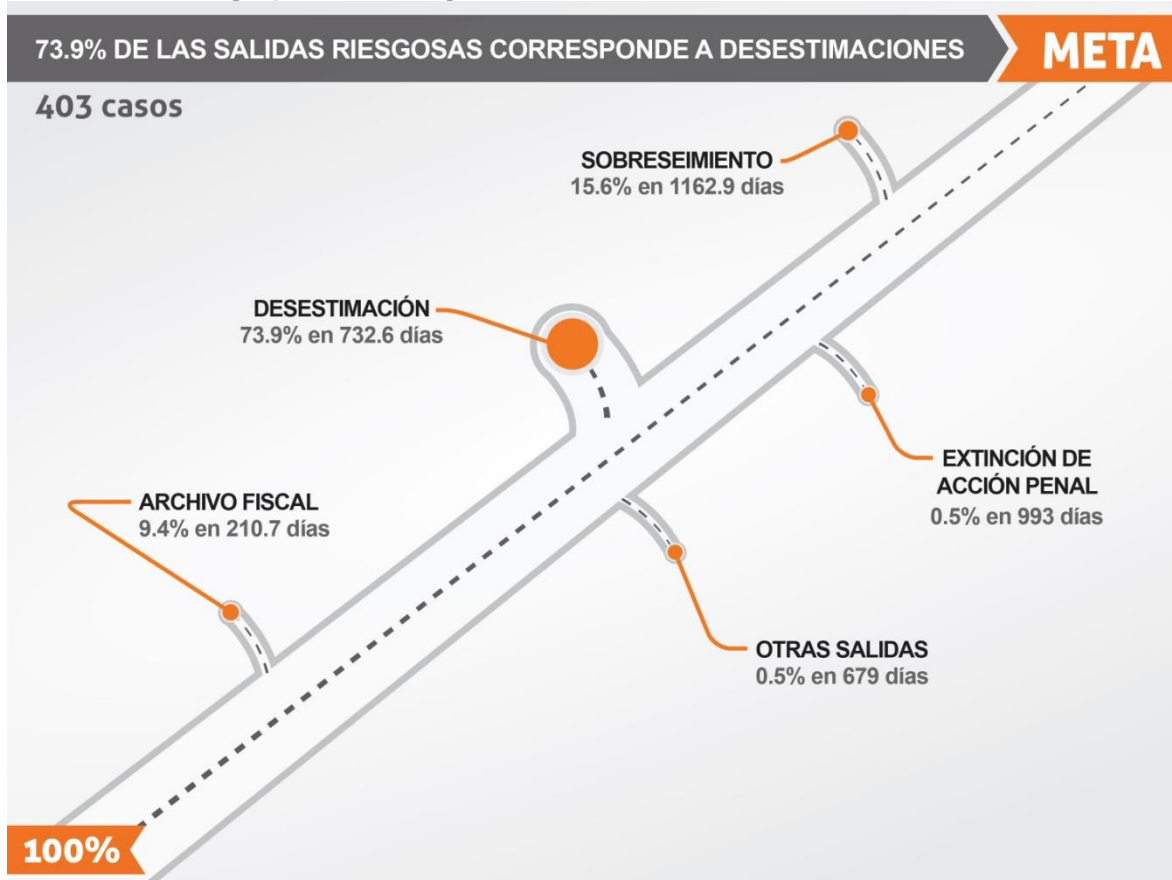 73.9% DE LAS SALIDAS RIESGOSAS CORRESPONDE A DESESTIMACIONES
META
403 casos
SOBRESEIMIENTO
15.6% en 1162.9 días
DESESTIMACIÓN
73.9% en 732.6 días
EXTINCIÓN DE
ACCIÓN PENAL
0.5% en 993 días
ARCHIVO FISCAL
9.4% en 210.7 días
OTRAS SALIDAS
0.5% en 679 días
100%